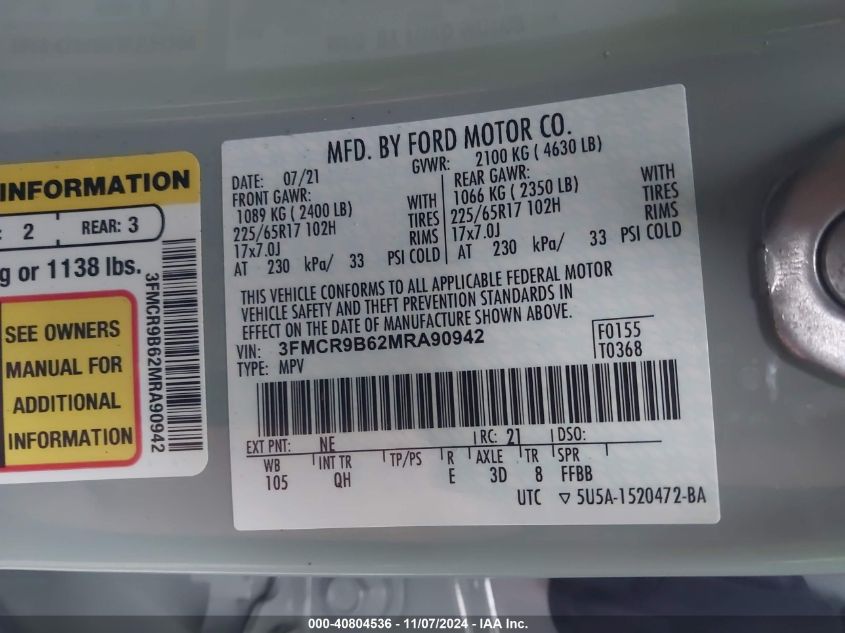 INFORMATION
: 2 REAR: 3
g or 1138 lbs.
SEE OWNERS
MANUAL FOR
ADDITIONAL
INFORMATION
3FMCR9B62MRA90942
MFD. BY FORD MOTOR CO.
DATE: 07/21 GVWR: 2100 KG ( 4630 LB)
FRONT GAWR: WITH REAR GAWR: WITH
1089 KG ( 2400 LB) TIRES 1066 KG ( 2350 LB) TIRES
225/65R17 102H RIMS 225/65R17 102H RIMS
17x7.0J 17x7.0J
AT 230 kPa/ 33 PSI COLD AT 230 kPa/ 33 PSI COLD
THIS VEHICLE CONFORMS TO ALL APPLICABLE FEDERAL MOTOR
VEHICLE SAFETY AND THEFT PREVENTION STANDARDS IN
EFFECT ON THE DATE OF MANUFACTURE SHOWN ABOVE.
VIN: 3FMCR9B62MRA90942 F0155
TYPE: MPV T0368
EXT PNT: NE RC: 21 DSO:
WB INT TR TP/PS R AXLE TR SPR
105 QH E 3D 8 FFBB
UTC ▽ 5U5A-1520472-BA
000-40804536 - 11/07/2024 - IAA Inc.